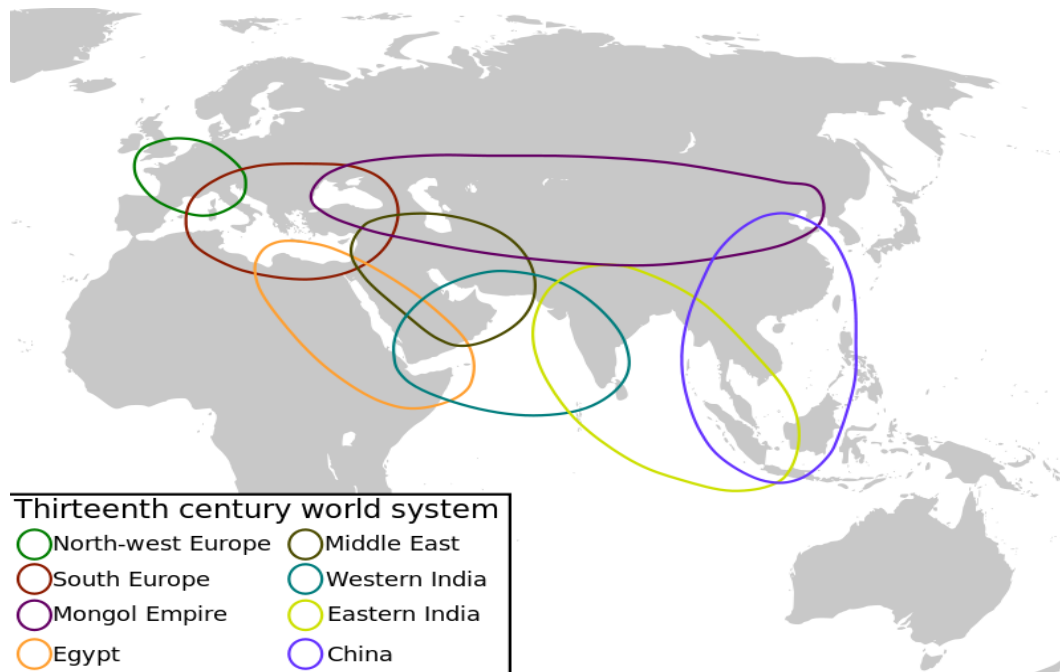 Thirteenth century world system
North-west Europe
South Europe
Mongol Empire
Egypt
Middle East
Western India
Eastern India
China